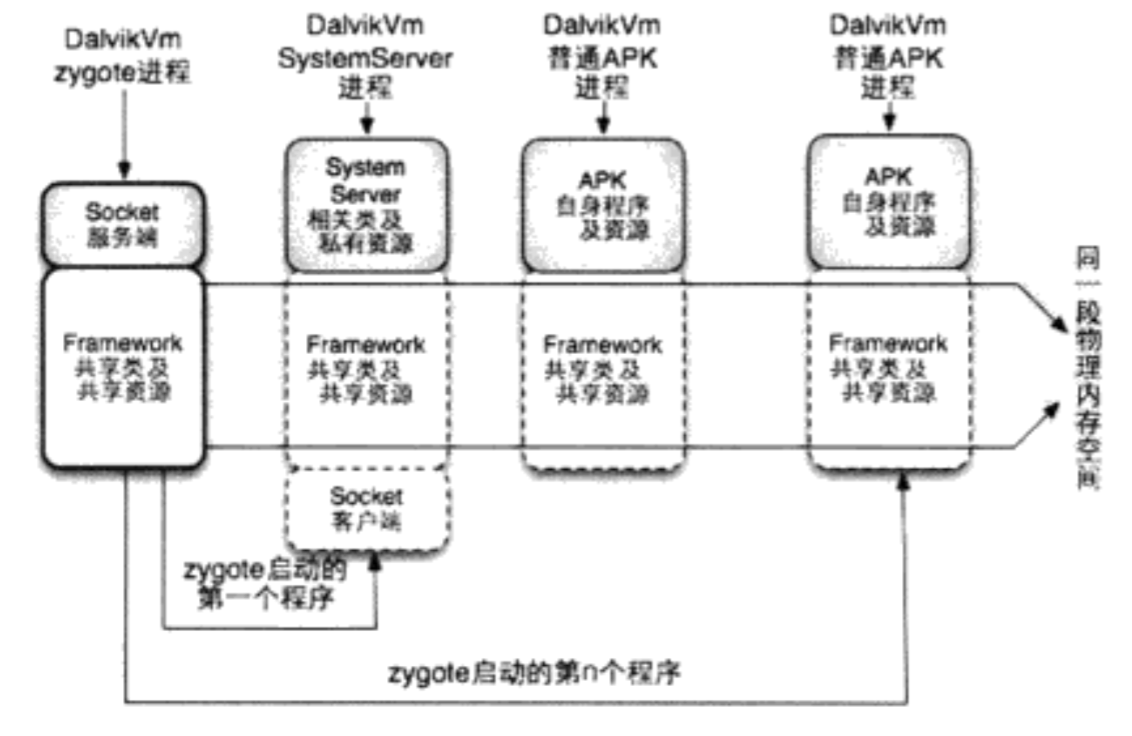 DalvikVm
zygote进程
DalvikVm
SystemServer
进程
DalvikVm
普通APK
进程
DalvikVm
普通APK
进程
Socket
服务端
System
Server
相关类及
私有资源
APK
自身程序
及资源
APK
自身程序
及资源
Framework
共享类及
共享资源
Framework
共享类及
共享资源
Framework
共享类及
共享资源
Framework
共享类及
共享资源
同一段物理内存空间
Socket
客户端
zygote启动的
第一个程序
zygote启动的第n个程序